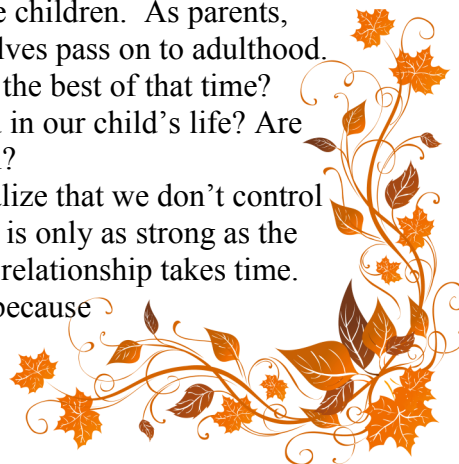 e children. As parents,
lves pass on to adulthood.
the best of that time?
in our child's life? Are
?
lize that we don't control
is only as strong as the
relationship takes time.
because